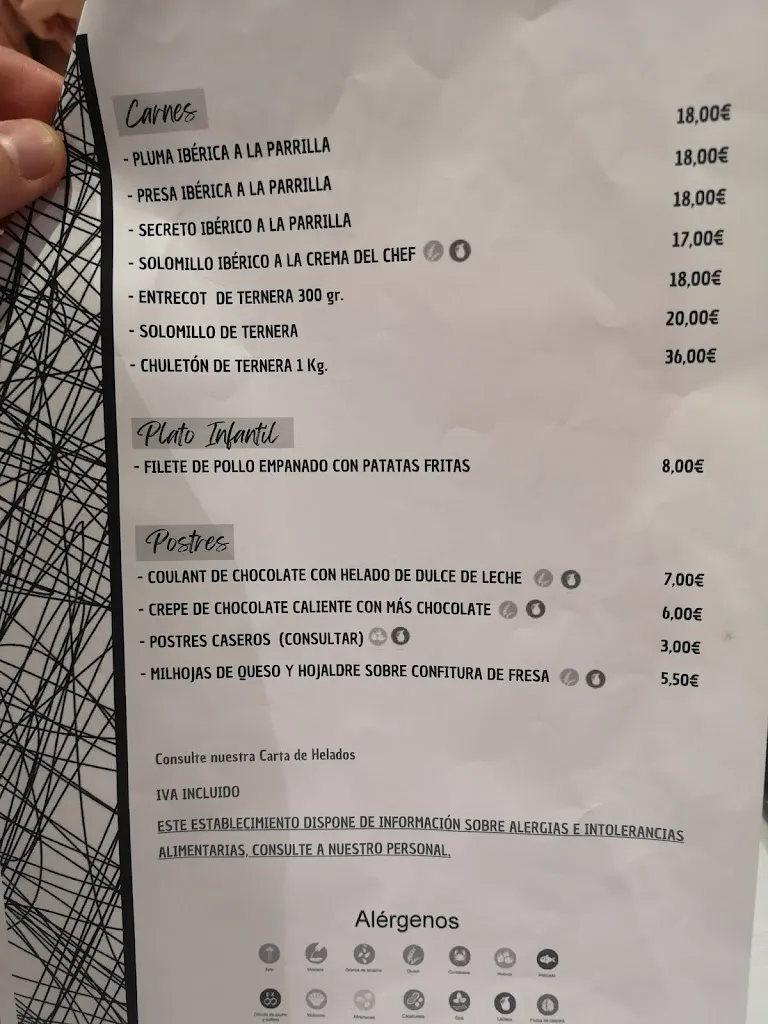 Carnes
- PLUMA IBÉRICA A LA PARRILLA 18,00€
- PRESA IBÉRICA A LA PARRILLA 18,00€
- SECRETO IBÉRICO A LA PARRILLA 18,00€
- SOLOMILLO IBÉRICO A LA CREMA DEL CHEF 17,00€
- ENTRECOT DE TERNERA 300 gr. 18,00€
- SOLOMILLO DE TERNERA 20,00€
- CHULETÓN DE TERNERA 1 Kg. 36,00€
Plato Infantil
- FILETE DE POLLO EMPANADO CON PATATAS FRITAS 8,00€
Postres
- COULANT DE CHOCOLATE CON HELADO DE DULCE DE LECHE 7,00€
- CREPE DE CHOCOLATE CALIENTE CON MÁS CHOCOLATE 6,00€
- POSTRES CASEROS (CONSULTAR) 3,00€
- MILHOJAS DE QUESO Y HOJALDRE SOBRE CONFITURA DE FRESA 5,50€
Consulte nuestra Carta de Helados
IVA INCLUIDO
ESTE ESTABLECIMIENTO DISPONE DE INFORMACIÓN SOBRE ALERGIAS E INTOLERANCIAS
ALIMENTARIAS, CONSULTE A NUESTRO PERSONAL.
Alérgenos